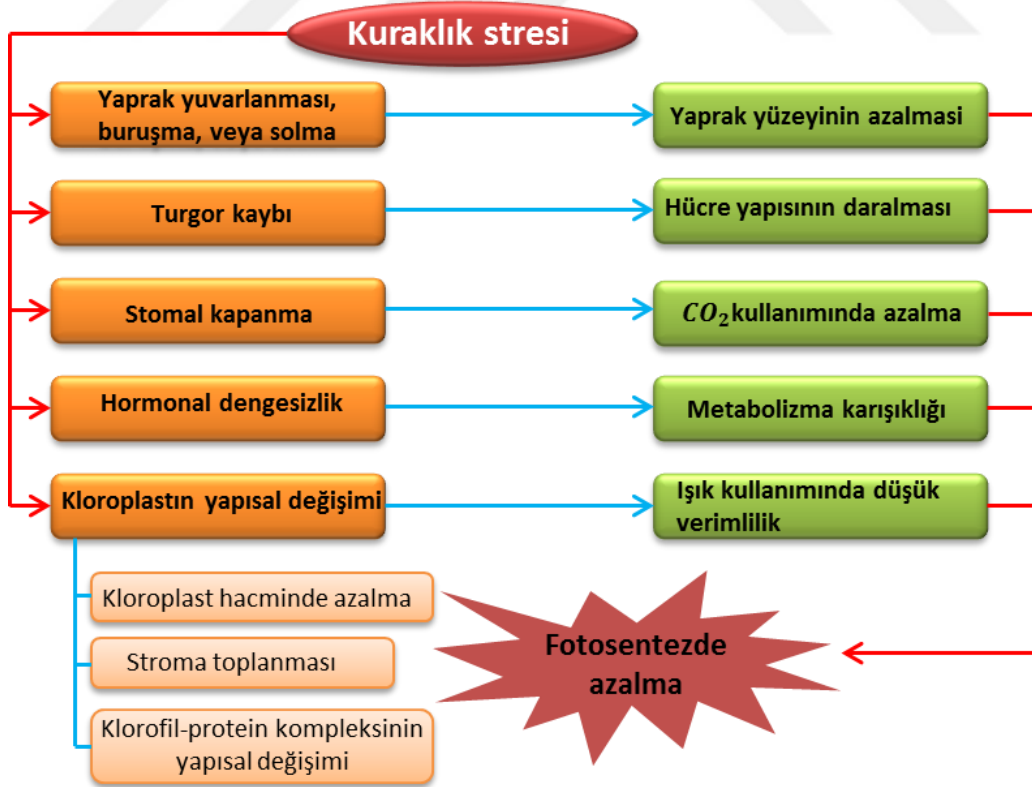 Kuraklık stresi
Yaprak yuvarlanması,
buruşma, veya solma
Yaprak yüzeyinin azalmasi
Turgor kaybı
Hücre yapısının daralması
Stomal kapanma
CO₂ kullanımında azalma
Hormonal dengesizlik
Metabolizma karışıklığı
Kloroplastın yapısal değişimi
Işık kullanımında düşük
verimlilik
Kloroplast hacminde azalma
Stroma toplanması
Klorofil-protein kompleksinin
yapısal değişimi
Fotosentezde
azalma